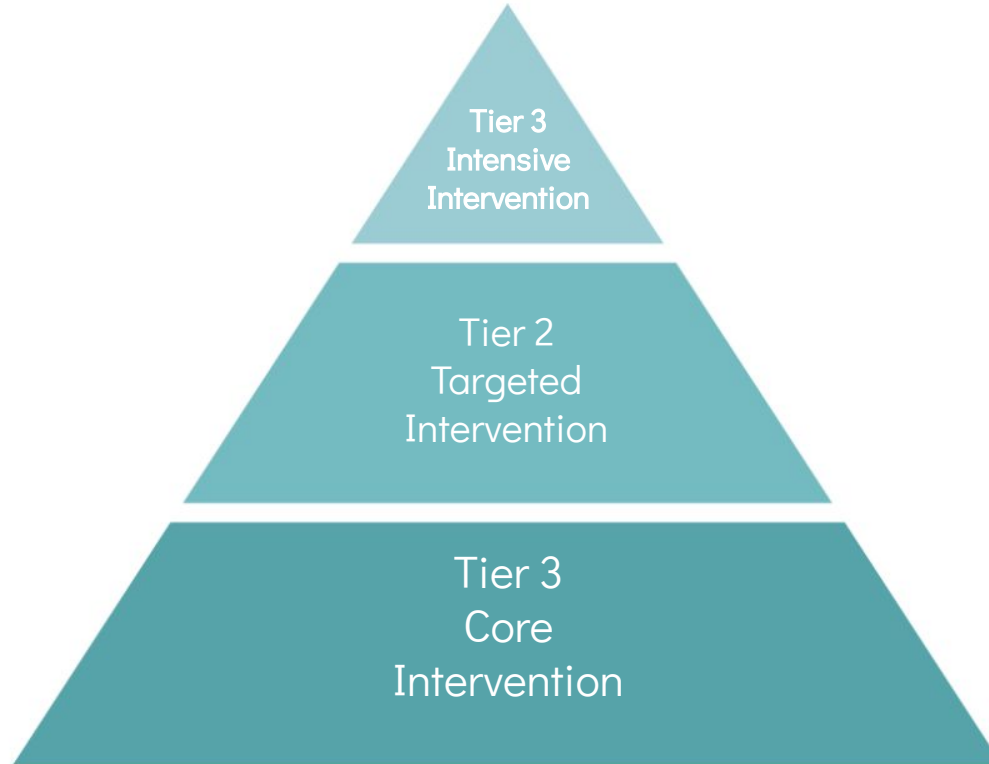 Tier 3
Intensive
Intervention
Tier 2
Targeted
Intervention
Tier 3
Core
Intervention